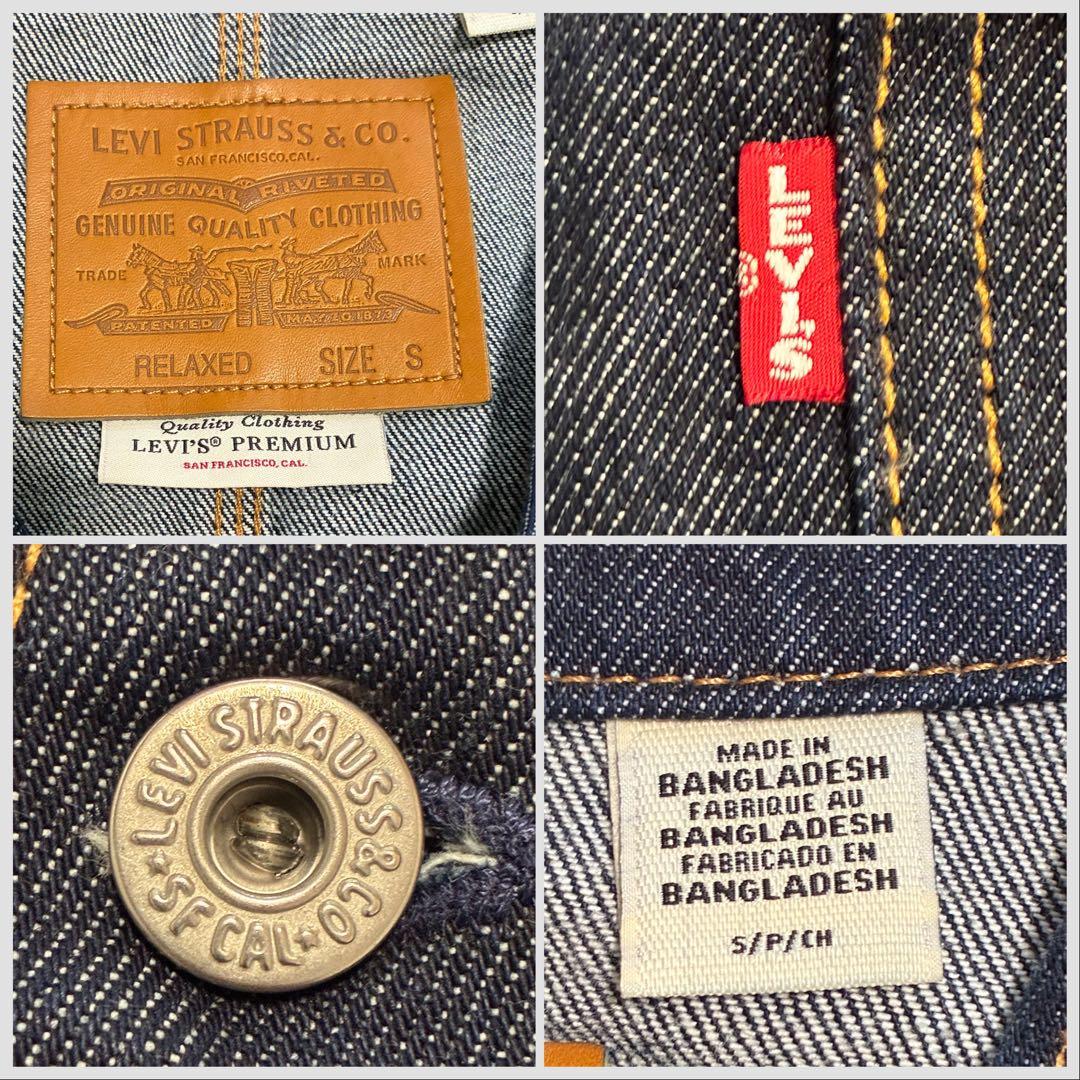 LEVI STRAUSS & CO.
SAN FRANCISCO, CAL.
ORIGINAL RIVETED
GENUINE QUALITY CLOTHING
TRADE MARK
PATENTED MAY 20 1873
RELAXED SIZE S
Quality Clothing
LEVI'S® PREMIUM
SAN FRANCISCO, CAL.
LEVI'S
®
LEVI STRAUSS & CO
SF CAL
MADE IN
BANGLADESH
FABRIQUE AU
BANGLADESH
FABRICADO EN
BANGLADESH
S/P/CH